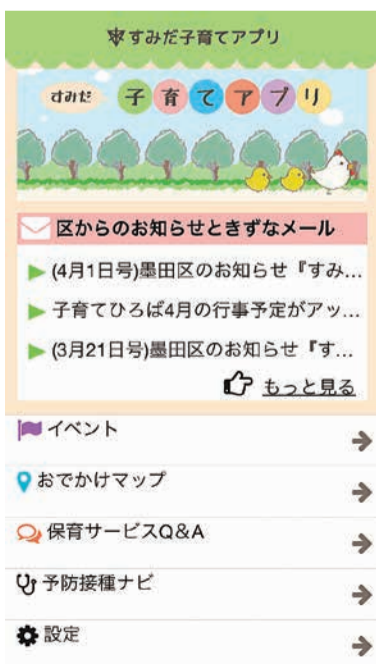 すみだ子育てアプリ
すみだ 子育てアプリ
区からのお知らせときずなメール
(4月1日号)墨田区のお知らせ『すみ...
子育てひろば4月の行事予定がアッ...
(3月21日号)墨田区のお知らせ『す...
もっと見る
イベント
おでかけマップ
保育サービスQ&A
予防接種ナビ
設定